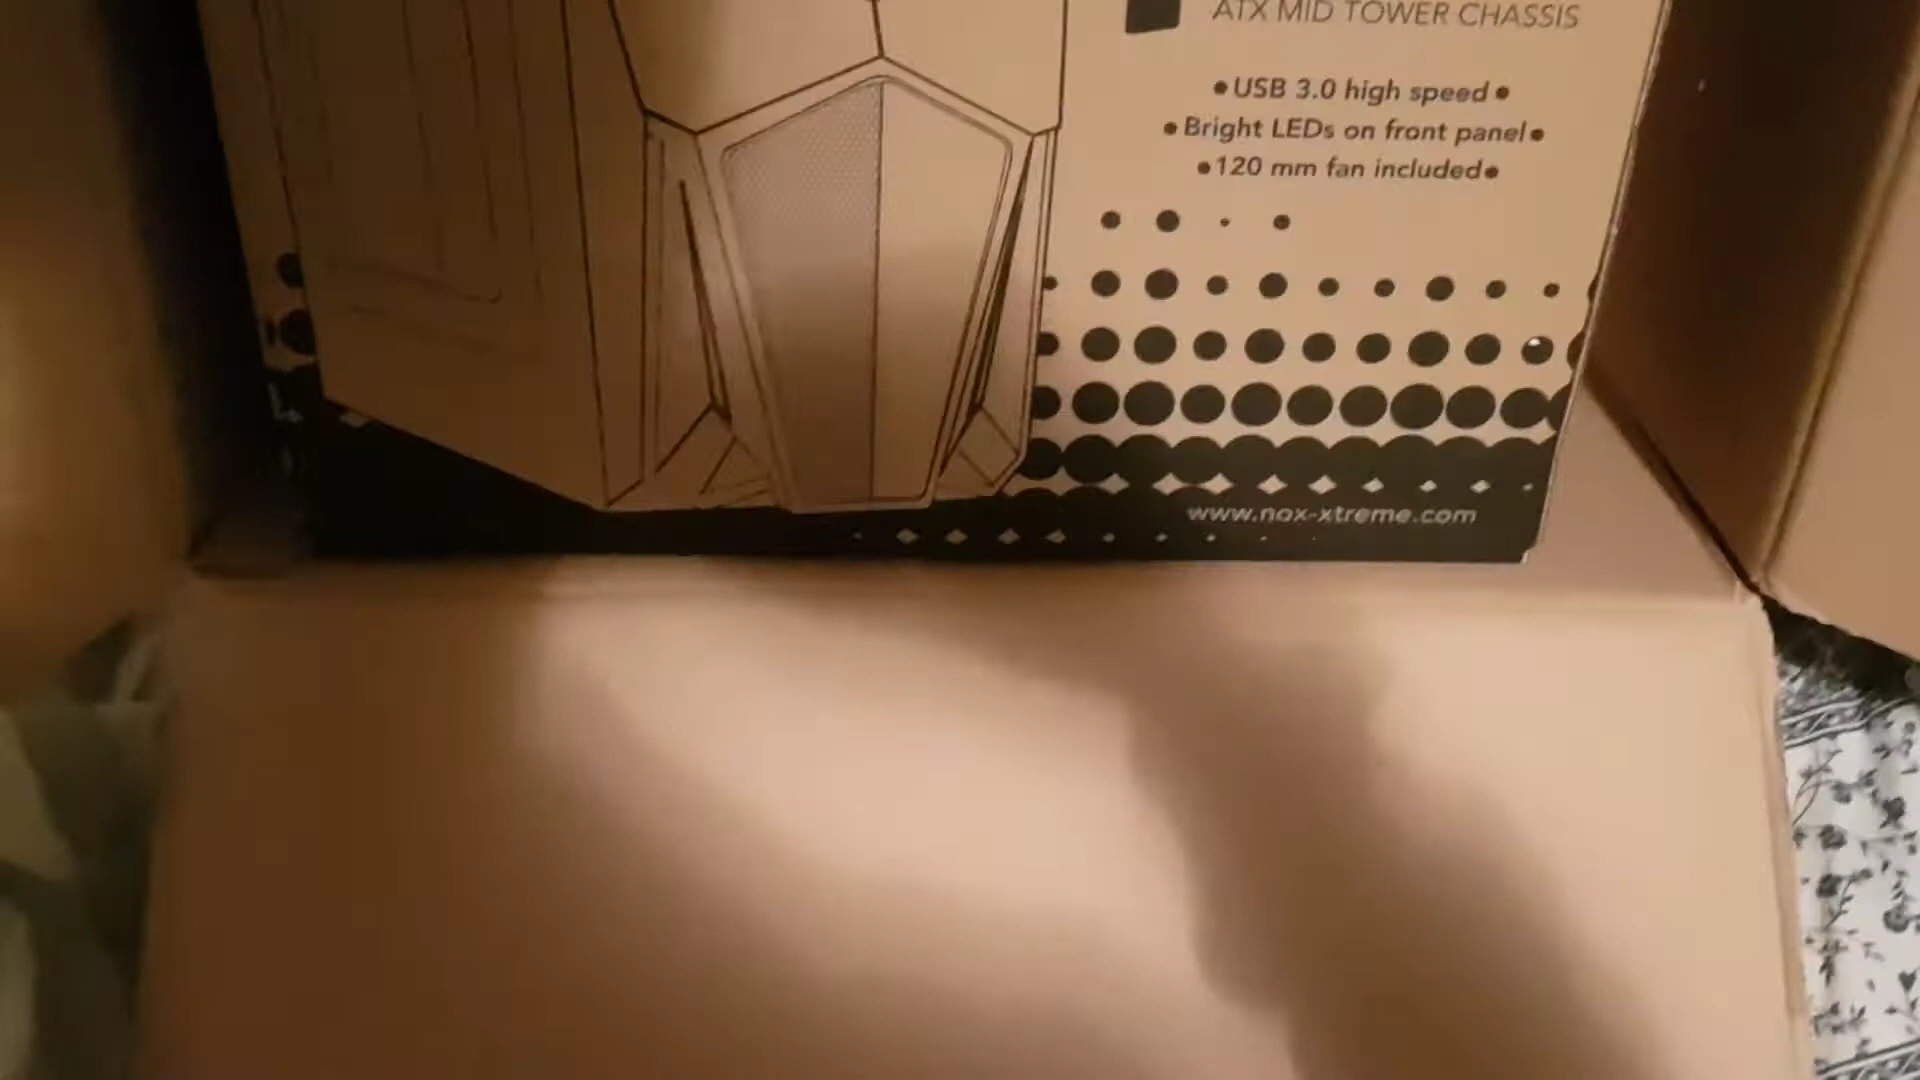 ATX MID TOWER CHASSIS
• USB 3.0 high speed •
• Bright LEDs on front panel •
• 120 mm fan included •
www.nox-xtreme.com